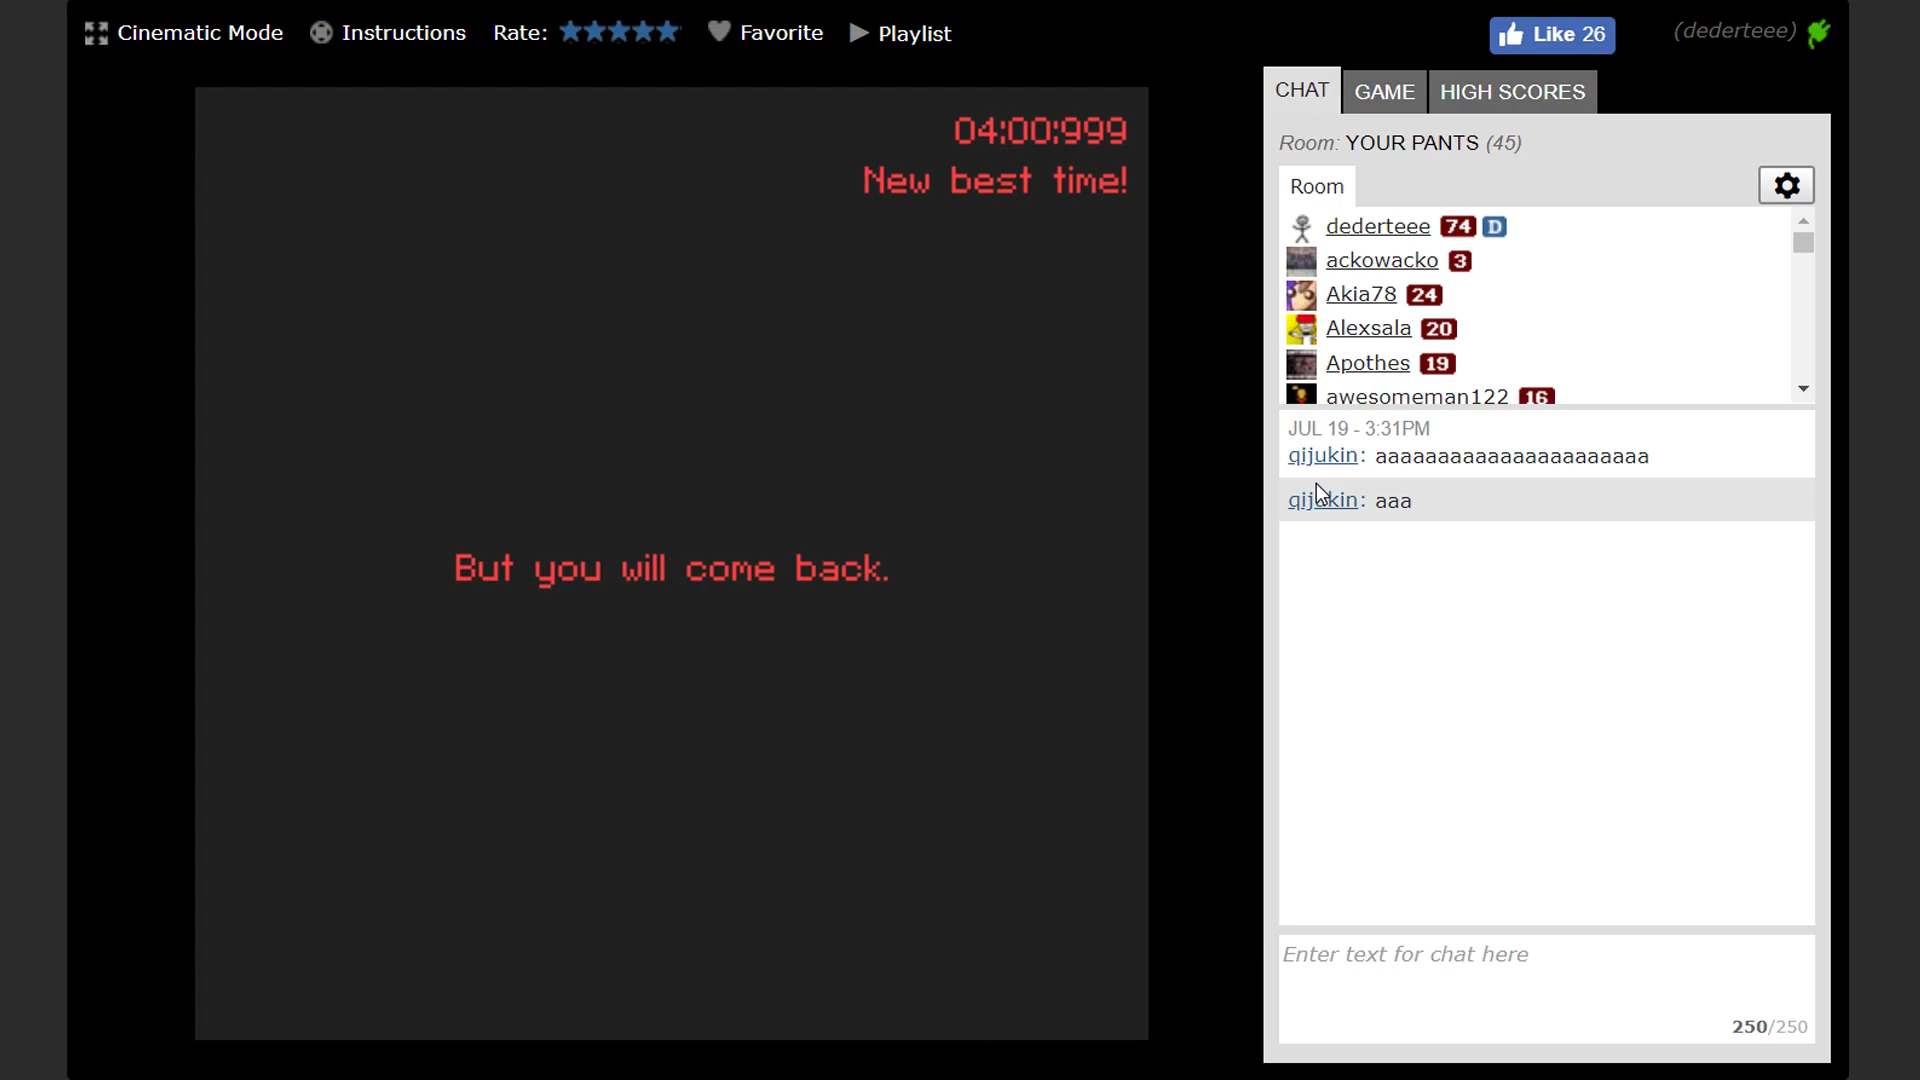 Cinematic Mode Instructions Rate: Favorite Playlist Like 26 (dederteee)
04:00:999
New best time!
But you will come back.
CHAT GAME HIGH SCORES
Room: YOUR PANTS (45)
Room
dederteee 74 D
ackowacko 3
Akia78 24
Alexsala 20
Apothes 19
awesomeman122 16
JUL 19 - 3:31PM
qijukin: aaaaaaaaaaaaaaaaaaaaaa
qijukin: aaa
Enter text for chat here
250/250